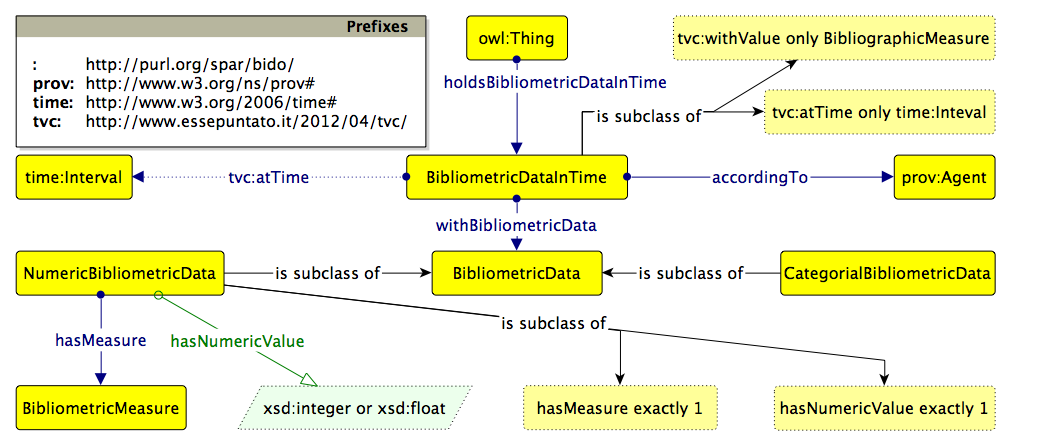 Prefixes
: http://purl.org/spar/bido/
prov: http://www.w3.org/ns/prov#
time: http://www.w3.org/2006/time#
tvc: http://www.essepuntato.it/2012/04/tvc/
owl:Thing
tvc:withValue only BibliographicMeasure
holdsBibliometricDataInTime
is subclass of
tvc:atTime only time:Inteval
time:Interval
tvc:atTime
BibliometricDataInTime
accordingTo
prov:Agent
withBibliometricData
NumericBibliometricData
is subclass of
BibliometricData
is subclass of
CategorialBibliometricData
is subclass of
hasMeasure
hasNumericValue
BibliometricMeasure
xsd:integer or xsd:float
hasMeasure exactly 1
hasNumericValue exactly 1